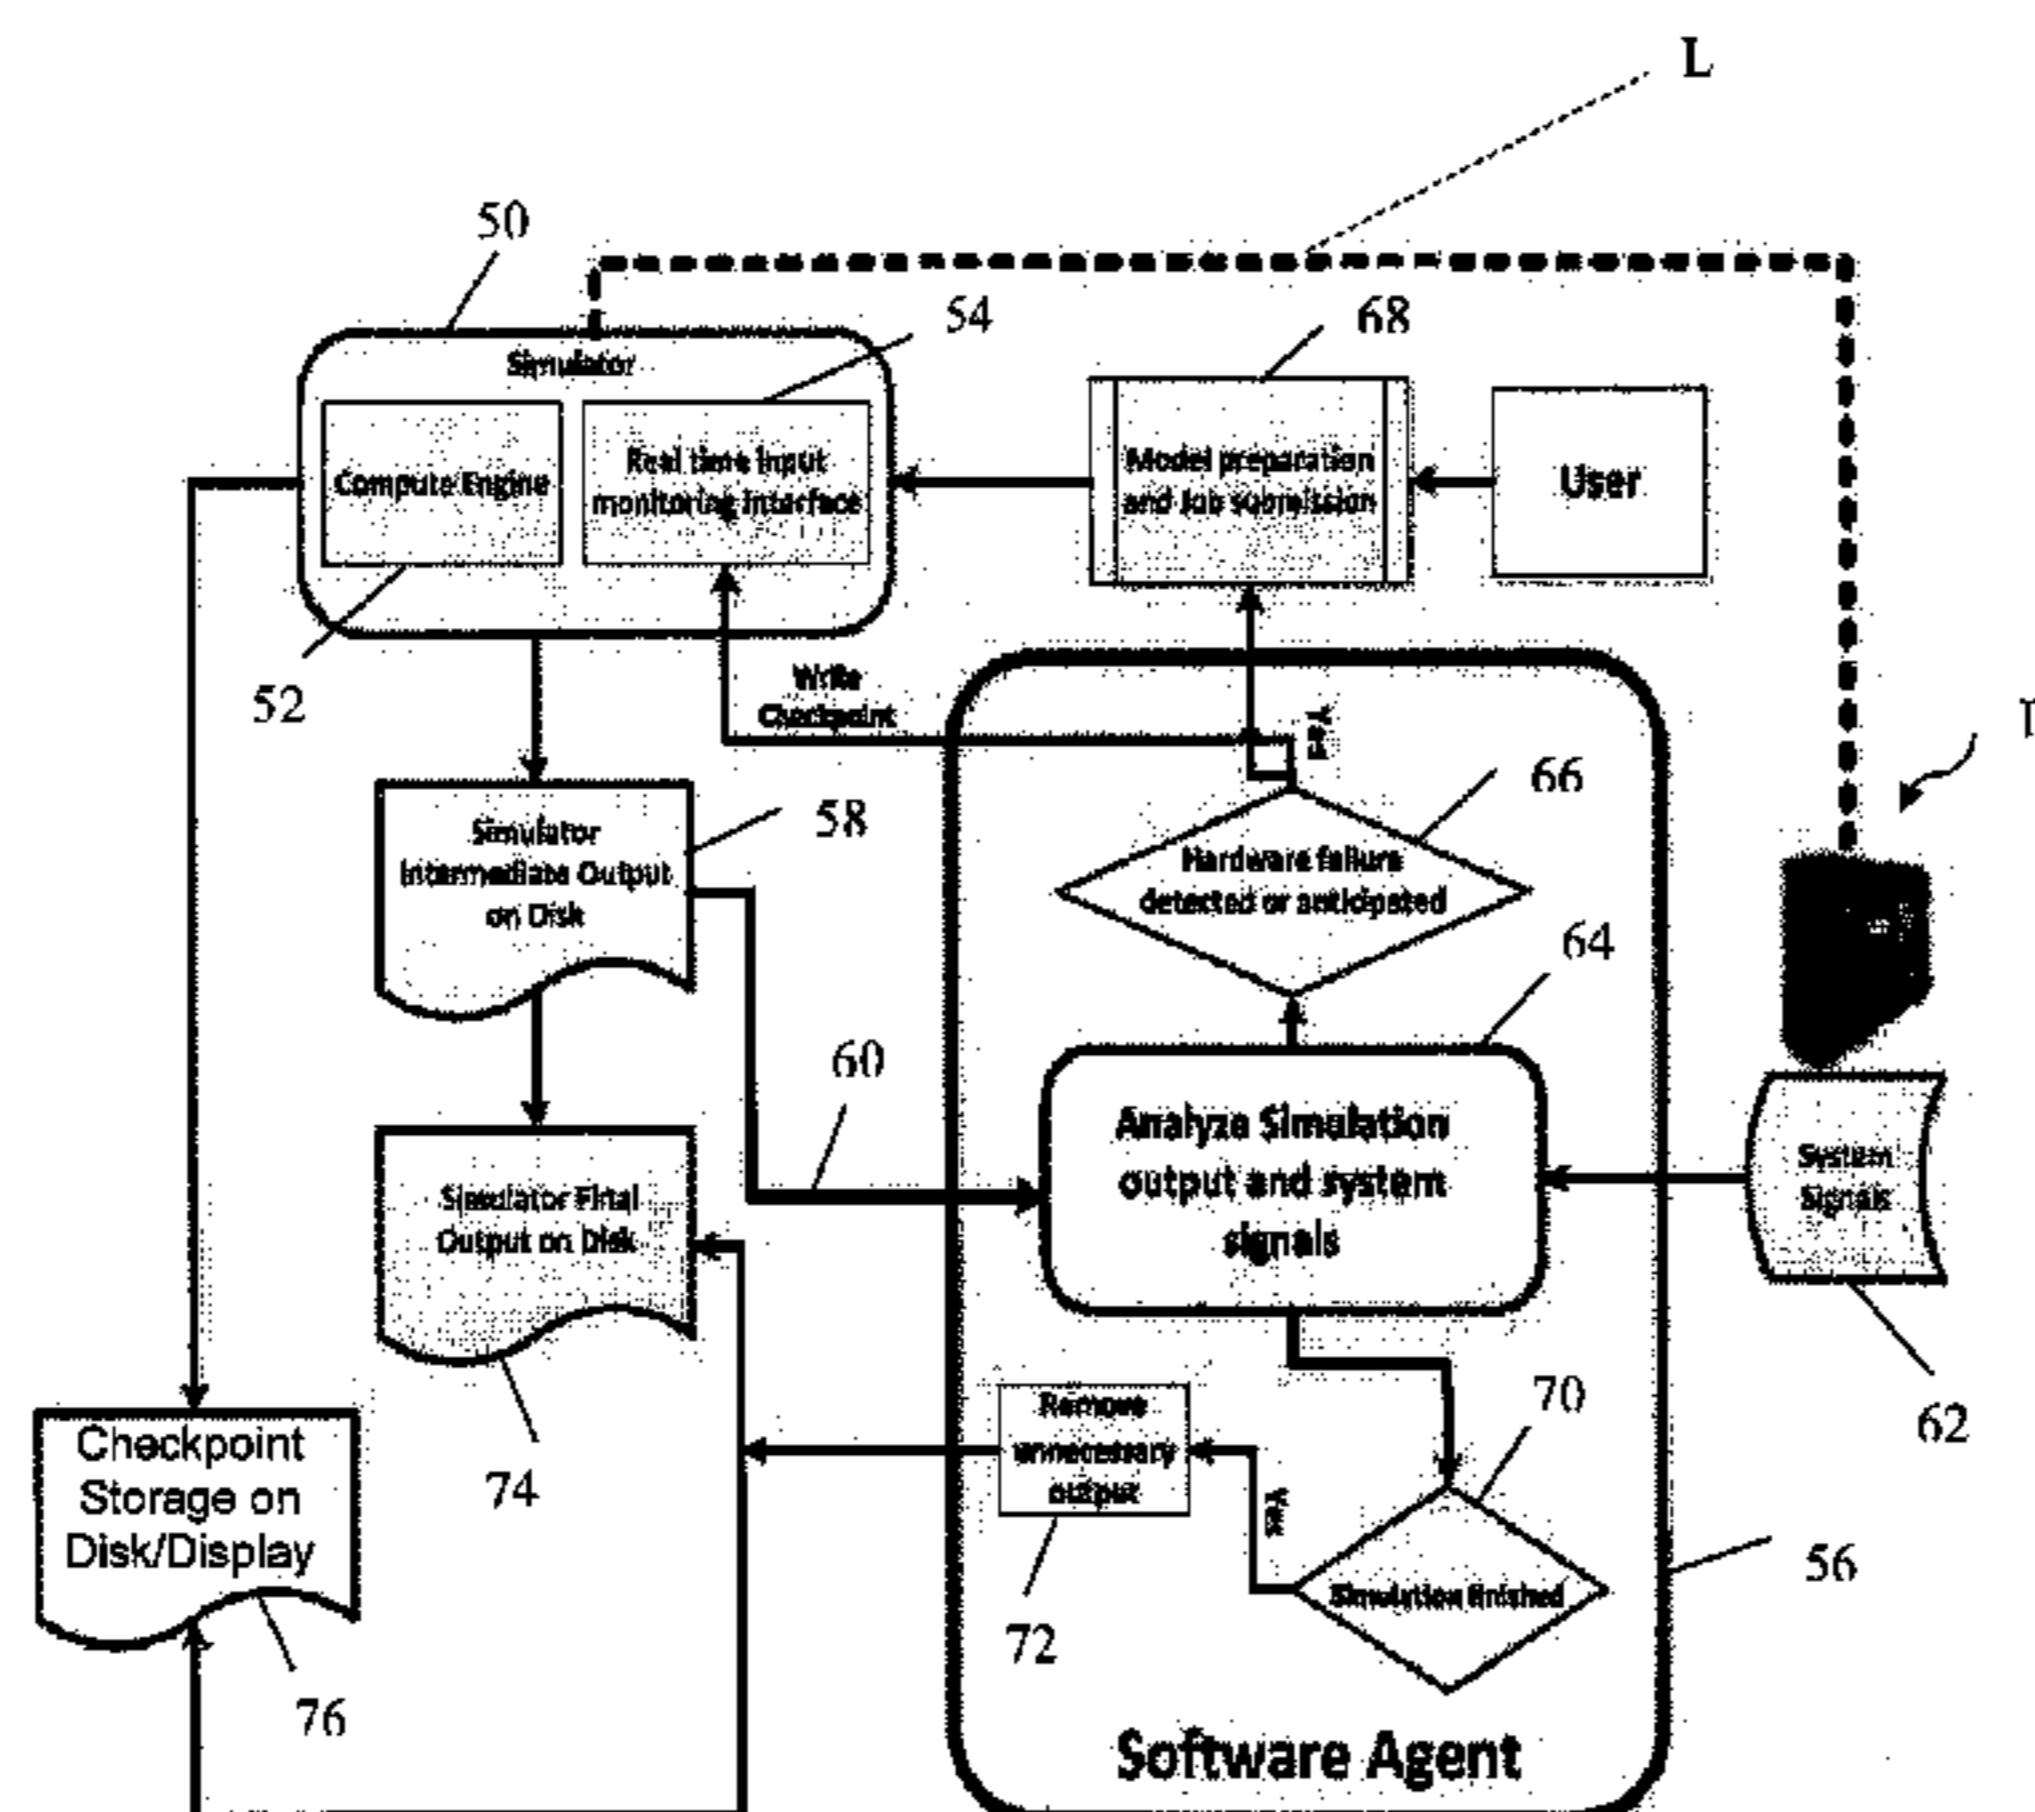 L
50
54
68
Simulator
Compute Engine
Real time Input
monitoring Interface
Model preparation
and Job submission
User
52
Write
Checkpoint
Yes
66
Simulator
Intermediate Output
on Disk
58
Hardware failure
detected or anticipated
64
60
Analyze Simulation
output and system
signals
System
Signals
Simulator Final
Output on Disk
62
70
Remove
unnecessary
output
Yes
74
Checkpoint
Storage on
Disk/Display
Simulation finished
56
72
76
Software Agent